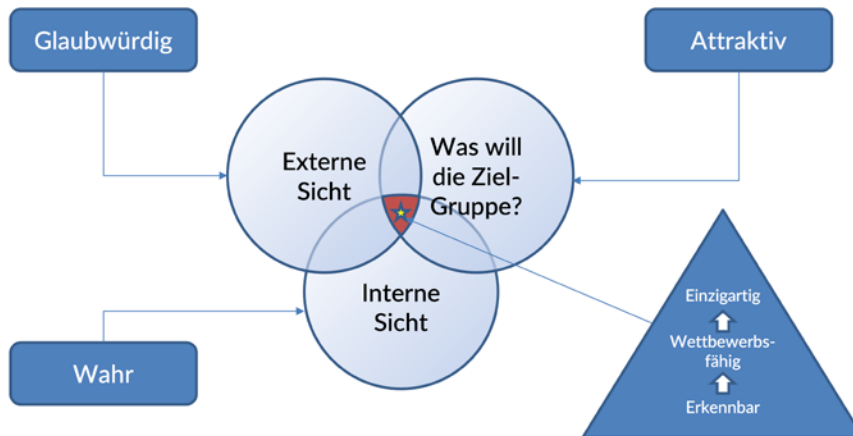 Glaubwürdig
Attraktiv
Externe
Sicht
Was will
die Ziel-
Gruppe?
Interne
Sicht
Wahr
Einzigartig
Wettbewerbs-
fähig
Erkennbar